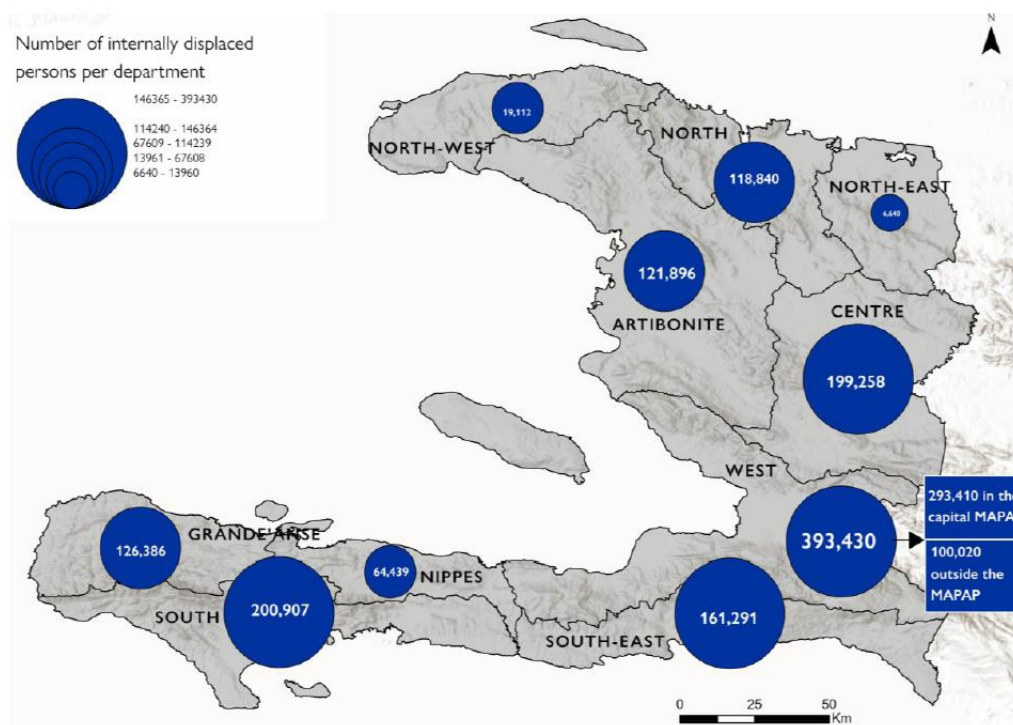 Number of internally displaced
persons per department
146365 - 393430
114240 - 146364
67609 - 114239
13961 - 67608
6640 - 13960
N
19,112
NORTH-WEST
NORTH
118,840
NORTH-EAST
6,640
121,896
ARTIBONITE
CENTRE
199,258
WEST
293,410 in the
capital MAPA
393,430
100,020
outside the
MAPAP
GRANDE'ANSE
126,386
64,439
NIPPES
SOUTH
200,907
SOUTH-EAST
161,291
0 25 50
Km